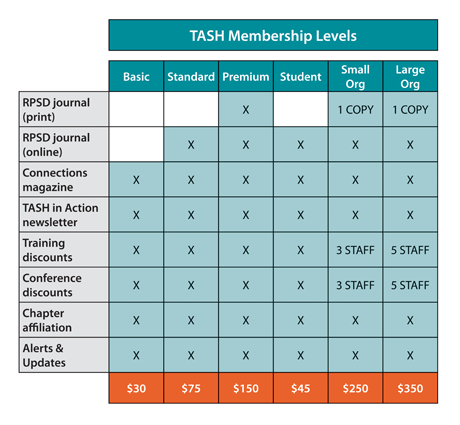 TASH Membership Levels
Basic Standard Premium Student Small Org Large Org
RPSD journal (print) X 1 COPY 1 COPY
RPSD journal (online) X X X X X
Connections magazine X X X X X X
TASH in Action newsletter X X X X X X
Training discounts X X X X 3 STAFF 5 STAFF
Conference discounts X X X X 3 STAFF 5 STAFF
Chapter affiliation X X X X X X
Alerts & Updates X X X X X X
$30 $75 $150 $45 $250 $350